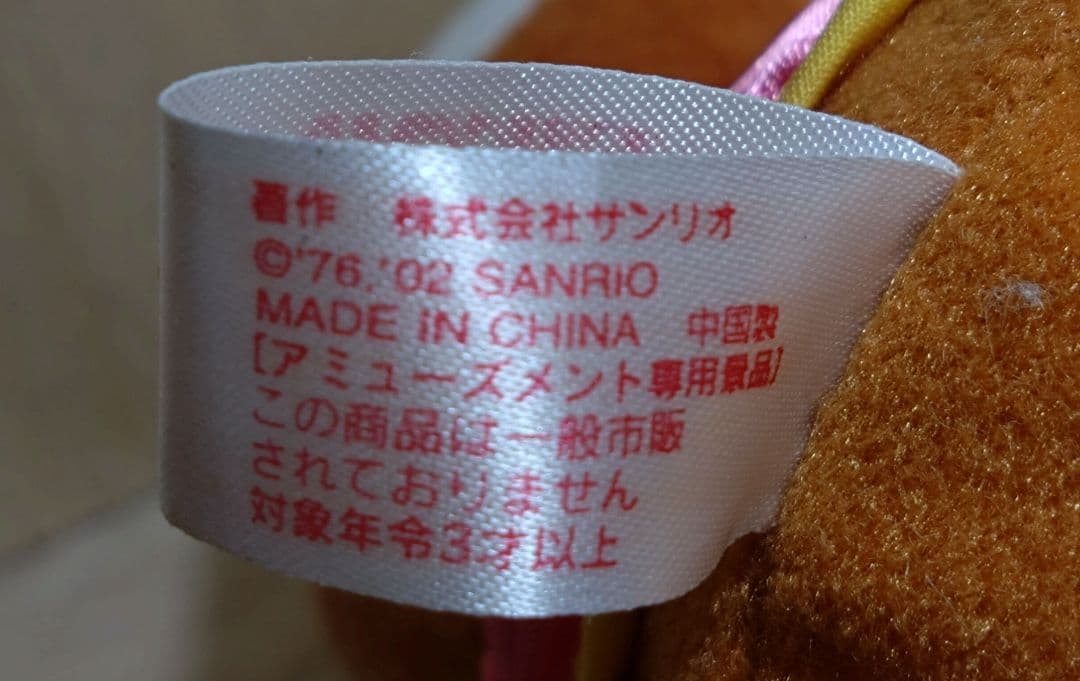 著作 株式会社サンリオ
©'76.'02 SANRIO
MADE IN CHINA 中国製
[アミューズメント専用景品]
この商品は一般市販
されておりません
対象年令3才以上